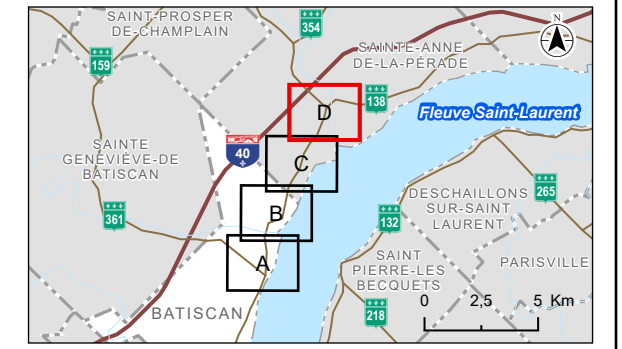 SAINT-PROSPER
DE-CHAMPLAIN
354
N
159
SAINTE-ANNE
DE-LA-PÉRADE
138
D
Fleuve Saint-Laurent
SAINTE
GENEVIÈVE-DE
BATISCAN
40
C
DESCHAILLONS
SUR-SAINT
LAURENT
265
361
B
132
A
SAINT
PIERRE-LES
BECQUETS
PARISVILLE
BATISCAN
218
0 2,5 5 Km